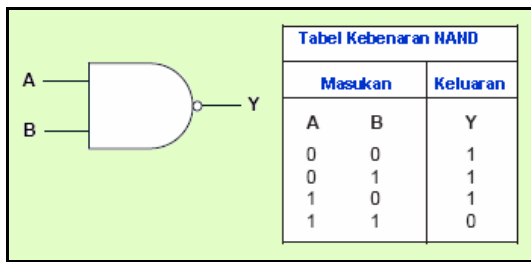 A
B
Y
Tabel Kebenaran NAND
Masukan Keluaran
A B Y
0 0 1
0 1 1
1 0 1
1 1 0